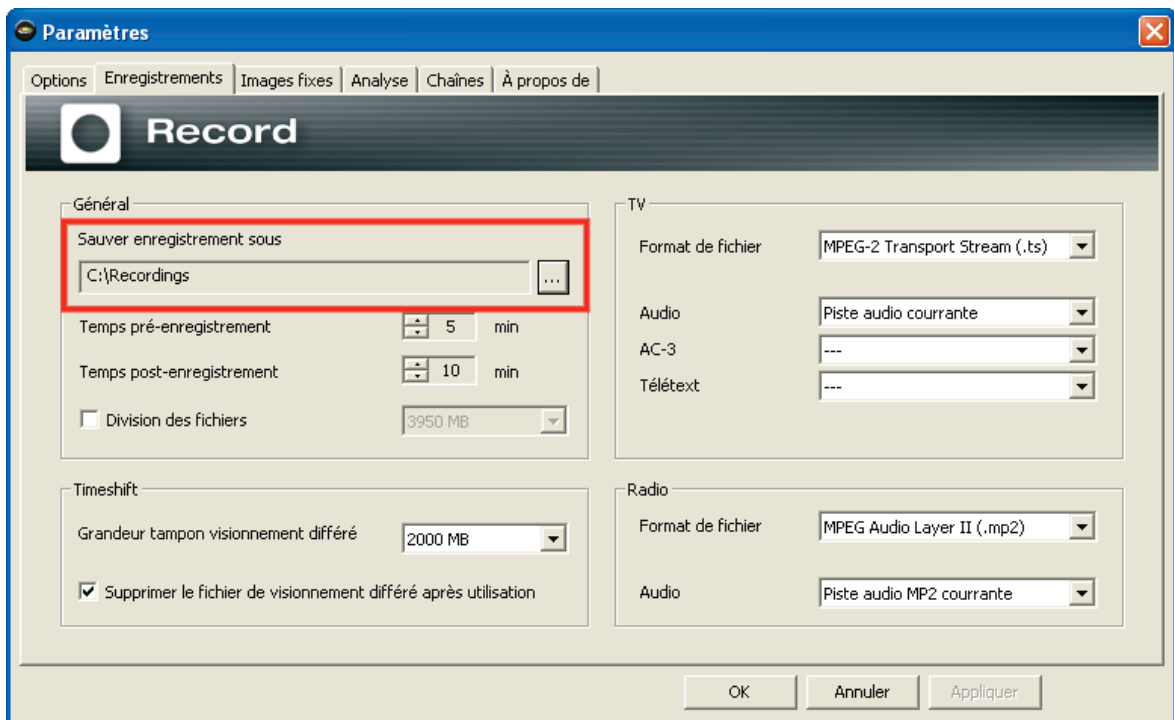 Paramètres
Options Enregistrements Images fixes Analyse Chaînes À propos de
Record
Général
Sauver enregistrement sous
C:\Recordings ...
Temps pré-enregistrement 5 min
Temps post-enregistrement 10 min
Division des fichiers 3950 MB
Timeshift
Grandeur tampon visionnement différé 2000 MB
Supprimer le fichier de visionnement différé après utilisation
TV
Format de fichier MPEG-2 Transport Stream (.ts)
Audio Piste audio courrante
AC-3 ---
Télétext ---
Radio
Format de fichier MPEG Audio Layer II (.mp2)
Audio Piste audio MP2 courrante
OK Annuler Appliquer